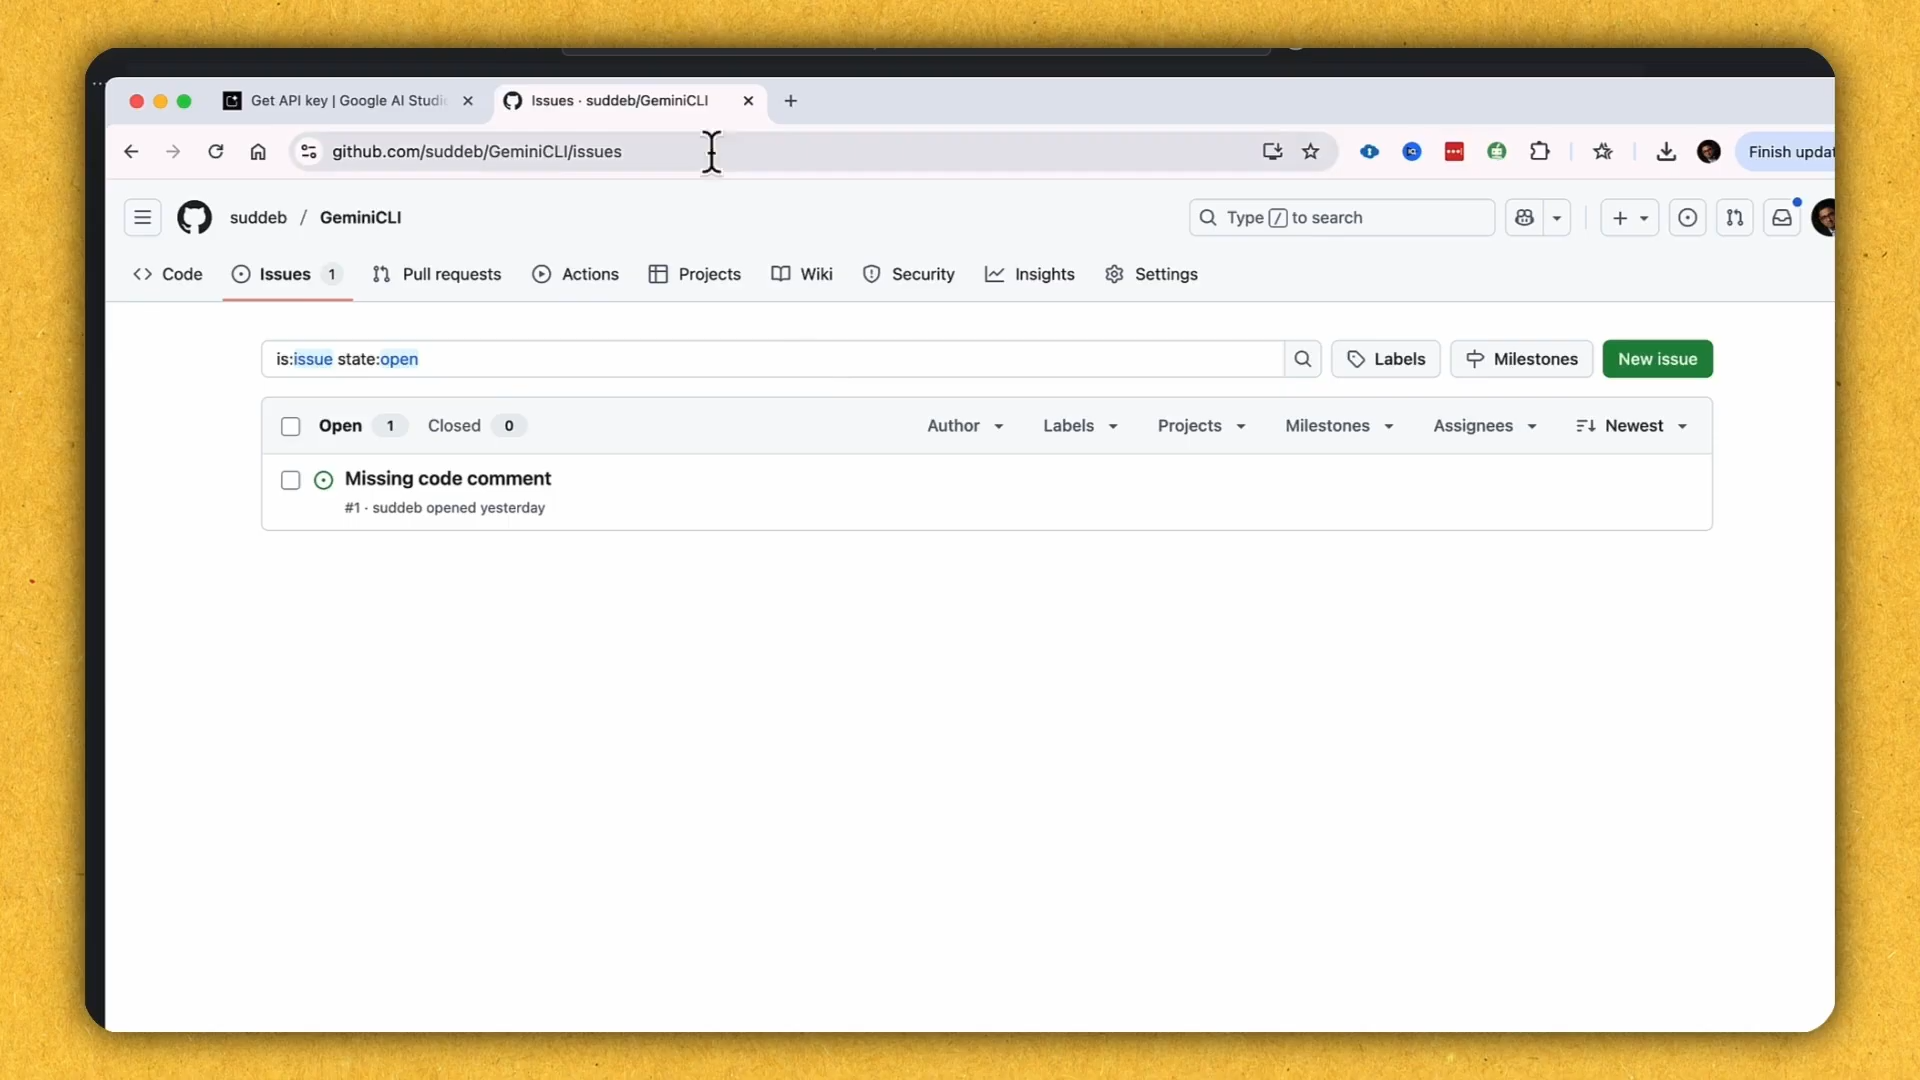 Get API key | Google AI Studi
Issues · suddeb/GeminiCLI
github.com/suddeb/GeminiCLI/issues
Finish updat
suddeb / GeminiCLI
Type / to search
Code
Issues 1
Pull requests
Actions
Projects
Wiki
Security
Insights
Settings
is:issue state:open
Labels
Milestones
New issue
Open 1
Closed 0
Author
Labels
Projects
Milestones
Assignees
Newest
Missing code comment
#1 · suddeb opened yesterday